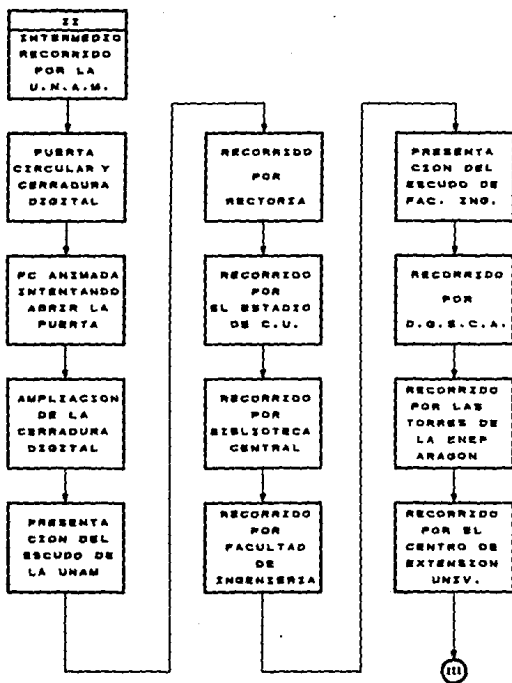 II
INTERMEDIO
RECORRIDO
POR LA
U.N.A.M.
PUERTA
CIRCULAR Y
CERRADURA
DIGITAL
PC ANIMADA
INTENTANDO
ABRIR LA
PUERTA
AMPLIACION
DE LA
CERRADURA
DIGITAL
PRESENTA
CION DEL
ESCUDO DE
LA UNAM
RECORRIDO
POR
RECTORIA
RECORRIDO
POR
EL ESTADIO
DE C.U.
RECORRIDO
POR
BIBLIOTECA
CENTRAL
RECORRIDO
POR
FACULTAD
DE
INGENIERIA
PRESENTA
CION DEL
ESCUDO DE
FAC. ING.
RECORRIDO
POR
D.G.S.C.A.
RECORRIDO
POR LAS
TORRES DE
LA ENEP
ARAGON
RECORRIDO
POR EL
CENTRO DE
EXTENSION
UNIV.
III